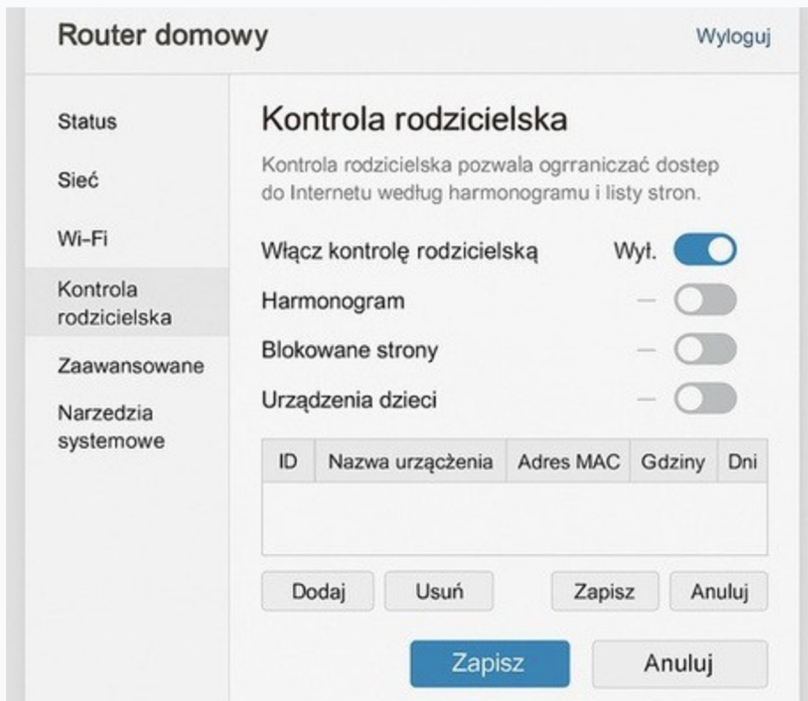 Router domowy
Wyloguj
Status
Sieć
Wi-Fi
Kontrola
rodzicielska
Zaawansowane
Narzedzia
systemowe
Kontrola rodzicielska
Kontrola rodzicielska pozwala ogrraniczać dostep
do Internetu według harmonogramu i listy stron.
Włącz kontrolę rodzicielską Wył.
Harmonogram —
Blokowane strony —
Urządzenia dzieci —
ID Nazwa urząćżenia Adres MAC Gdziny Dni
Dodaj Usuń Zapisz Anuluj
Zapisz Anuluj